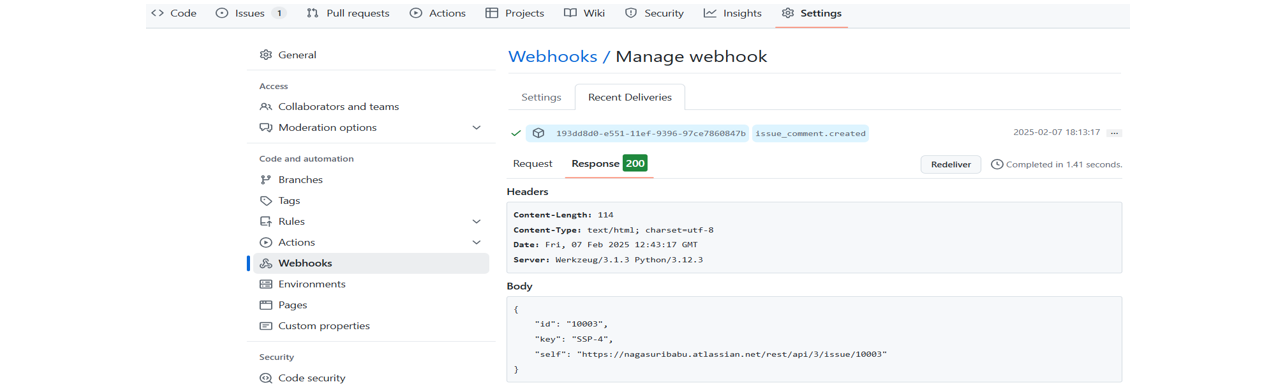 Code Issues 1 Pull requests Actions Projects Wiki Security Insights Settings
General
Access
Collaborators and teams
Moderation options
Code and automation
Branches
Tags
Rules
Actions
Webhooks
Environments
Pages
Custom properties
Security
Code security
Webhooks / Manage webhook
Settings Recent Deliveries
193dd8d0-e551-11ef-9396-97ce7860847b issue_comment.created 2025-02-07 18:13:17 ...
Request Response 200 Redeliver Completed in 1.41 seconds.
Headers
Content-Length: 114
Content-Type: text/html; charset=utf-8
Date: Fri, 07 Feb 2025 12:43:17 GMT
Server: Werkzeug/3.1.3 Python/3.12.3
Body
{
"id": "10003",
"key": "SSP-4",
"self": "https://nagasuribabu.atlassian.net/rest/api/3/issue/10003"
}